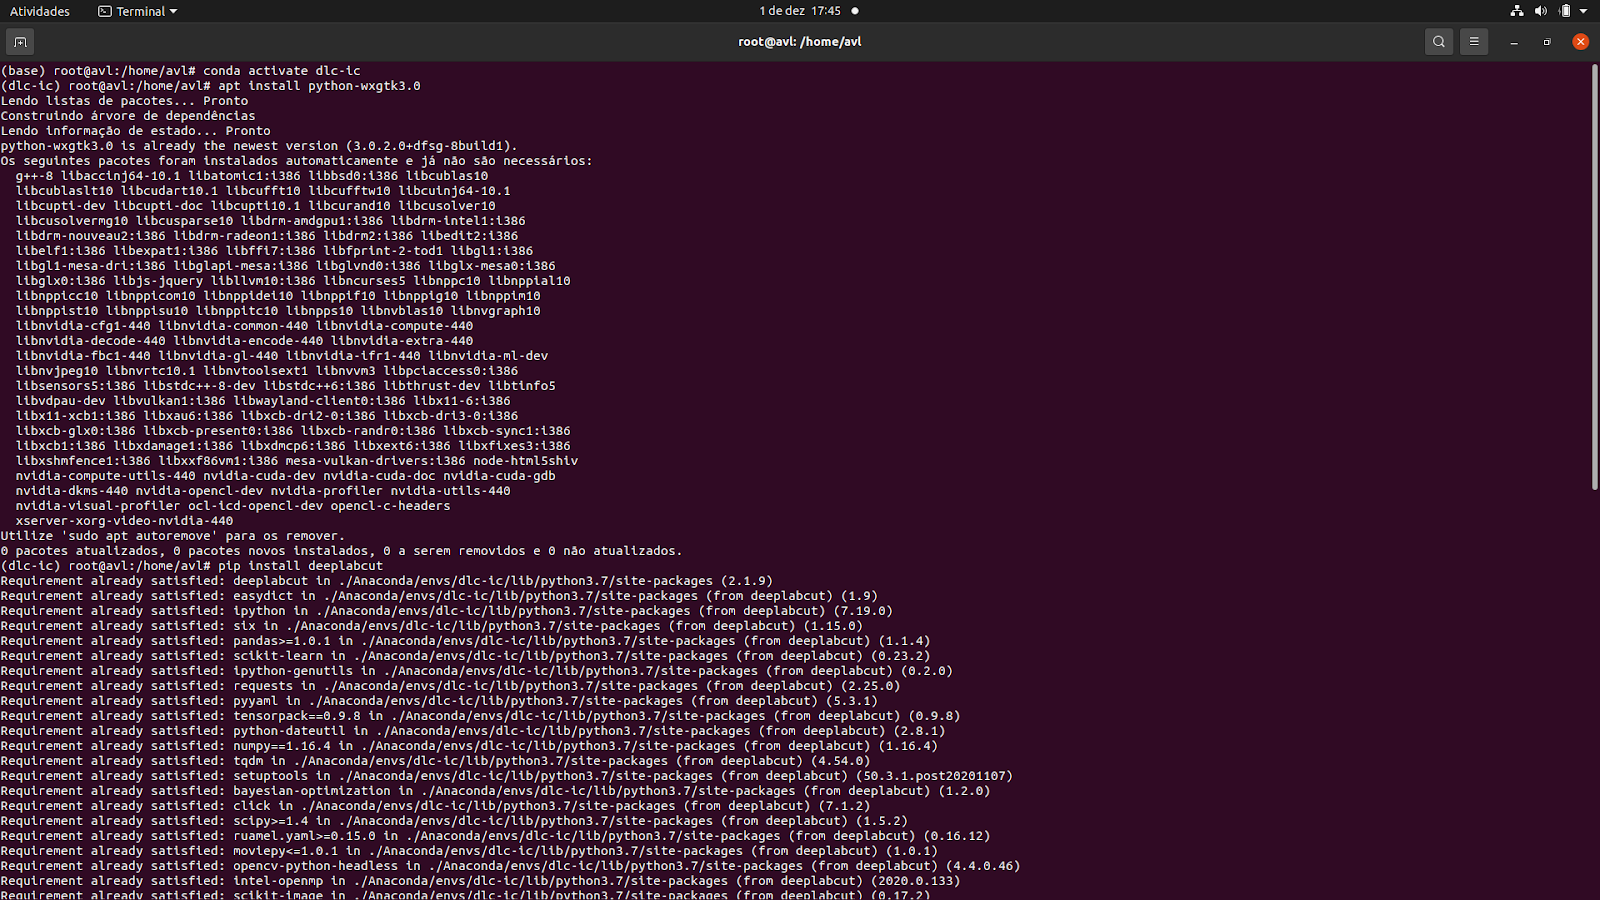 Atividades Terminal 1 de dez 17:45
root@avl: /home/avl
(base) root@avl:/home/avl# conda activate dlc-ic
(dlc-ic) root@avl:/home/avl# apt install python-wxgtk3.0
Lendo listas de pacotes... Pronto
Construindo árvore de dependências
Lendo informação de estado... Pronto
python-wxgtk3.0 is already the newest version (3.0.2.0+dfsg-8build1).
Os seguintes pacotes foram instalados automaticamente e já não são necessários:
g++-8 libaccinj64-10.1 libatomic1:i386 libbsd0:i386 libcublas10
libcublaslt10 libcudart10.1 libcufft10 libcufftw10 libcuinj64-10.1
libcupti-dev libcupti-doc libcupti10.1 libcurand10 libcusolver10
libcusolvermg10 libcusparse10 libdrm-amdgpu1:i386 libdrm-intel1:i386
libdrm-nouveau2:i386 libdrm-radeon1:i386 libdrm2:i386 libedit2:i386
libelf1:i386 libexpat1:i386 libffi7:i386 libfprint-2-tod1 libgl1:i386
libgl1-mesa-dri:i386 libglapi-mesa:i386 libglvnd0:i386 libglx-mesa0:i386
libglx0:i386 libjs-jquery libllvm10:i386 libncurses5 libnppc10 libnppial10
libnppicc10 libnppicom10 libnppidei10 libnppif10 libnppig10 libnppim10
libnppist10 libnppisu10 libnppitc10 libnpps10 libnvblas10 libnvgraph10
libnvidia-cfg1-440 libnvidia-common-440 libnvidia-compute-440
libnvidia-decode-440 libnvidia-encode-440 libnvidia-extra-440
libnvidia-fbc1-440 libnvidia-gl-440 libnvidia-ifr1-440 libnvidia-ml-dev
libnvjpeg10 libnvrtc10.1 libnvtoolsext1 libnvvm3 libpciaccess0:i386
libsensors5:i386 libstdc++-8-dev libstdc++6:i386 libthrust-dev libtinfo5
libvdpau-dev libvulkan1:i386 libwayland-client0:i386 libx11-6:i386
libx11-xcb1:i386 libxau6:i386 libxcb-dri2-0:i386 libxcb-dri3-0:i386
libxcb-glx0:i386 libxcb-present0:i386 libxcb-randr0:i386 libxcb-sync1:i386
libxcb1:i386 libxdamage1:i386 libxdmcp6:i386 libxext6:i386 libxfixes3:i386
libxshmfence1:i386 libxxf86vm1:i386 mesa-vulkan-drivers:i386 node-html5shiv
nvidia-compute-utils-440 nvidia-cuda-dev nvidia-cuda-doc nvidia-cuda-gdb
nvidia-dkms-440 nvidia-opencl-dev nvidia-profiler nvidia-utils-440
nvidia-visual-profiler ocl-icd-opencl-dev opencl-c-headers
xserver-xorg-video-nvidia-440
Utilize 'sudo apt autoremove' para os remover.
0 pacotes atualizados, 0 pacotes novos instalados, 0 a serem removidos e 0 não atualizados.
(dlc-ic) root@avl:/home/avl# pip install deeplabcut
Requirement already satisfied: deeplabcut in ./Anaconda/envs/dlc-ic/lib/python3.7/site-packages (2.1.9)
Requirement already satisfied: easydict in ./Anaconda/envs/dlc-ic/lib/python3.7/site-packages (from deeplabcut) (1.9)
Requirement already satisfied: ipython in ./Anaconda/envs/dlc-ic/lib/python3.7/site-packages (from deeplabcut) (7.19.0)
Requirement already satisfied: six in ./Anaconda/envs/dlc-ic/lib/python3.7/site-packages (from deeplabcut) (1.15.0)
Requirement already satisfied: pandas>=1.0.1 in ./Anaconda/envs/dlc-ic/lib/python3.7/site-packages (from deeplabcut) (1.1.4)
Requirement already satisfied: scikit-learn in ./Anaconda/envs/dlc-ic/lib/python3.7/site-packages (from deeplabcut) (0.23.2)
Requirement already satisfied: ipython-genutils in ./Anaconda/envs/dlc-ic/lib/python3.7/site-packages (from deeplabcut) (0.2.0)
Requirement already satisfied: requests in ./Anaconda/envs/dlc-ic/lib/python3.7/site-packages (from deeplabcut) (2.25.0)
Requirement already satisfied: pyyaml in ./Anaconda/envs/dlc-ic/lib/python3.7/site-packages (from deeplabcut) (5.3.1)
Requirement already satisfied: tensorpack==0.9.8 in ./Anaconda/envs/dlc-ic/lib/python3.7/site-packages (from deeplabcut) (0.9.8)
Requirement already satisfied: python-dateutil in ./Anaconda/envs/dlc-ic/lib/python3.7/site-packages (from deeplabcut) (2.8.1)
Requirement already satisfied: numpy==1.16.4 in ./Anaconda/envs/dlc-ic/lib/python3.7/site-packages (from deeplabcut) (1.16.4)
Requirement already satisfied: tqdm in ./Anaconda/envs/dlc-ic/lib/python3.7/site-packages (from deeplabcut) (4.54.0)
Requirement already satisfied: setuptools in ./Anaconda/envs/dlc-ic/lib/python3.7/site-packages (from deeplabcut) (50.3.1.post20201107)
Requirement already satisfied: bayesian-optimization in ./Anaconda/envs/dlc-ic/lib/python3.7/site-packages (from deeplabcut) (1.2.0)
Requirement already satisfied: click in ./Anaconda/envs/dlc-ic/lib/python3.7/site-packages (from deeplabcut) (7.1.2)
Requirement already satisfied: scipy>=1.4 in ./Anaconda/envs/dlc-ic/lib/python3.7/site-packages (from deeplabcut) (1.5.2)
Requirement already satisfied: ruamel.yaml>=0.15.0 in ./Anaconda/envs/dlc-ic/lib/python3.7/site-packages (from deeplabcut) (0.16.12)
Requirement already satisfied: moviepy<=1.0.1 in ./Anaconda/envs/dlc-ic/lib/python3.7/site-packages (from deeplabcut) (1.0.1)
Requirement already satisfied: opencv-python-headless in ./Anaconda/envs/dlc-ic/lib/python3.7/site-packages (from deeplabcut) (4.4.0.46)
Requirement already satisfied: intel-openmp in ./Anaconda/envs/dlc-ic/lib/python3.7/site-packages (from deeplabcut) (2020.0.133)
Requirement already satisfied: scikit-image in ./Anaconda/envs/dlc-ic/lib/python3.7/site-packages (from deeplabcut) (0.17.2)